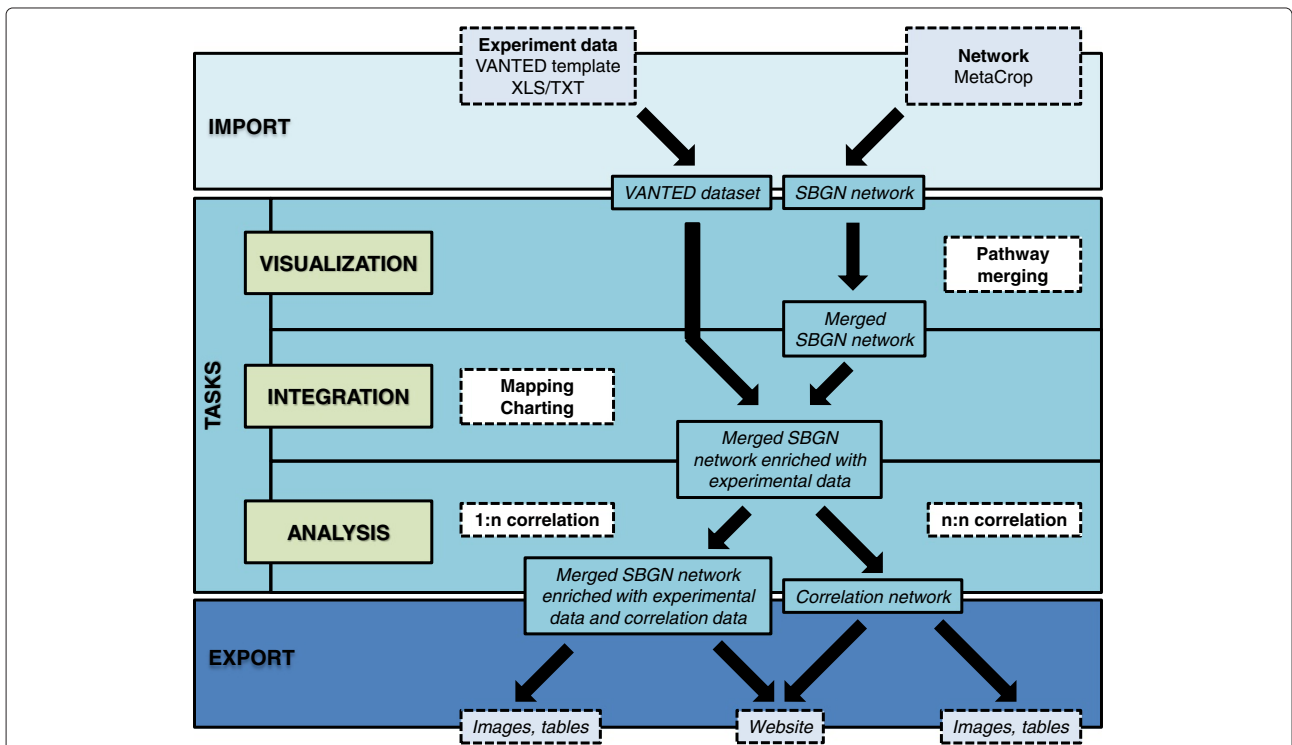 Experiment data
VANTED template
XLS/TXT
Network
MetaCrop
IMPORT
VANTED dataset
SBGN network
TASKS
VISUALIZATION
Pathway
merging
Merged
SBGN network
INTEGRATION
Mapping
Charting
Merged SBGN
network enriched with
experimental data
ANALYSIS
1:n correlation
n:n correlation
Merged SBGN network
enriched with experimental
data and correlation data
Correlation network
EXPORT
Images, tables
Website
Images, tables